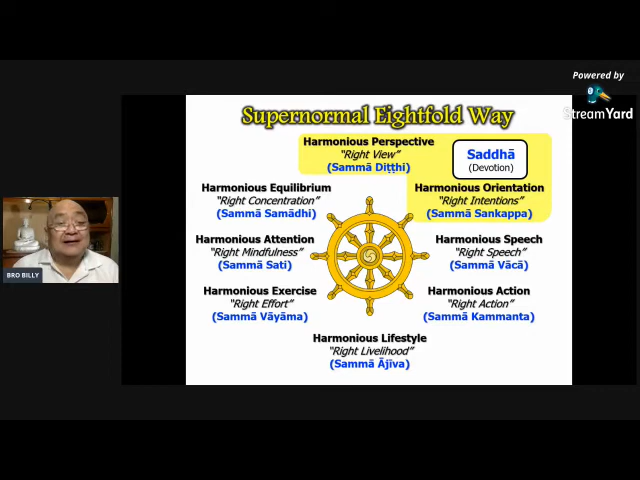 Powered by
StreamYard
Supernormal Eightfold Way
Harmonious Perspective
"Right View"
(Sammā Diṭṭhi)
Saddhā
(Devotion)
Harmonious Equilibrium
"Right Concentration"
(Sammā Samādhi)
Harmonious Orientation
"Right Intentions"
(Sammā Sankappa)
Harmonious Attention
"Right Mindfulness"
(Sammā Sati)
Harmonious Speech
"Right Speech"
(Sammā Vācā)
Harmonious Exercise
"Right Effort"
(Sammā Vāyāma)
Harmonious Action
"Right Action"
(Sammā Kammanta)
Harmonious Lifestyle
"Right Livelihood"
(Sammā Ājīva)
BRO BILLY